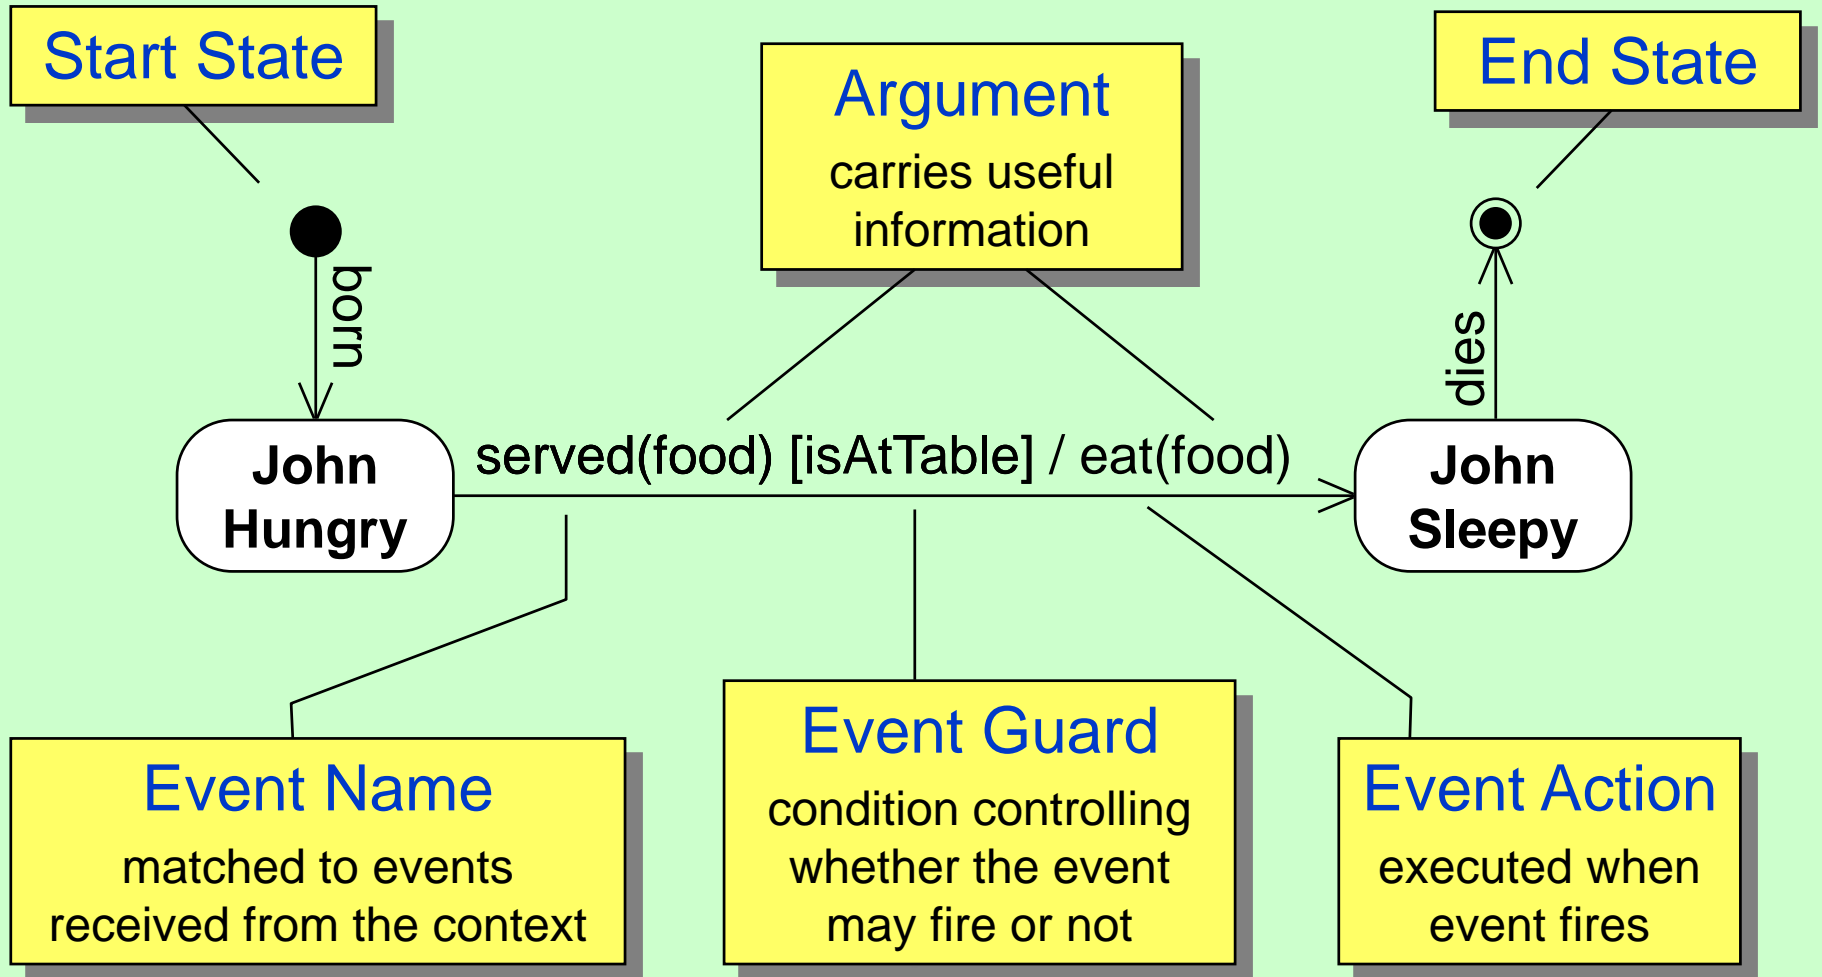 Start State
Argument
carries useful
information
End State
born
dies
John
Hungry
served(food) [isAtTable] / eat(food)
John
Sleepy
Event Name
matched to events
received from the context
Event Guard
condition controlling
whether the event
may fire or not
Event Action
executed when
event fires